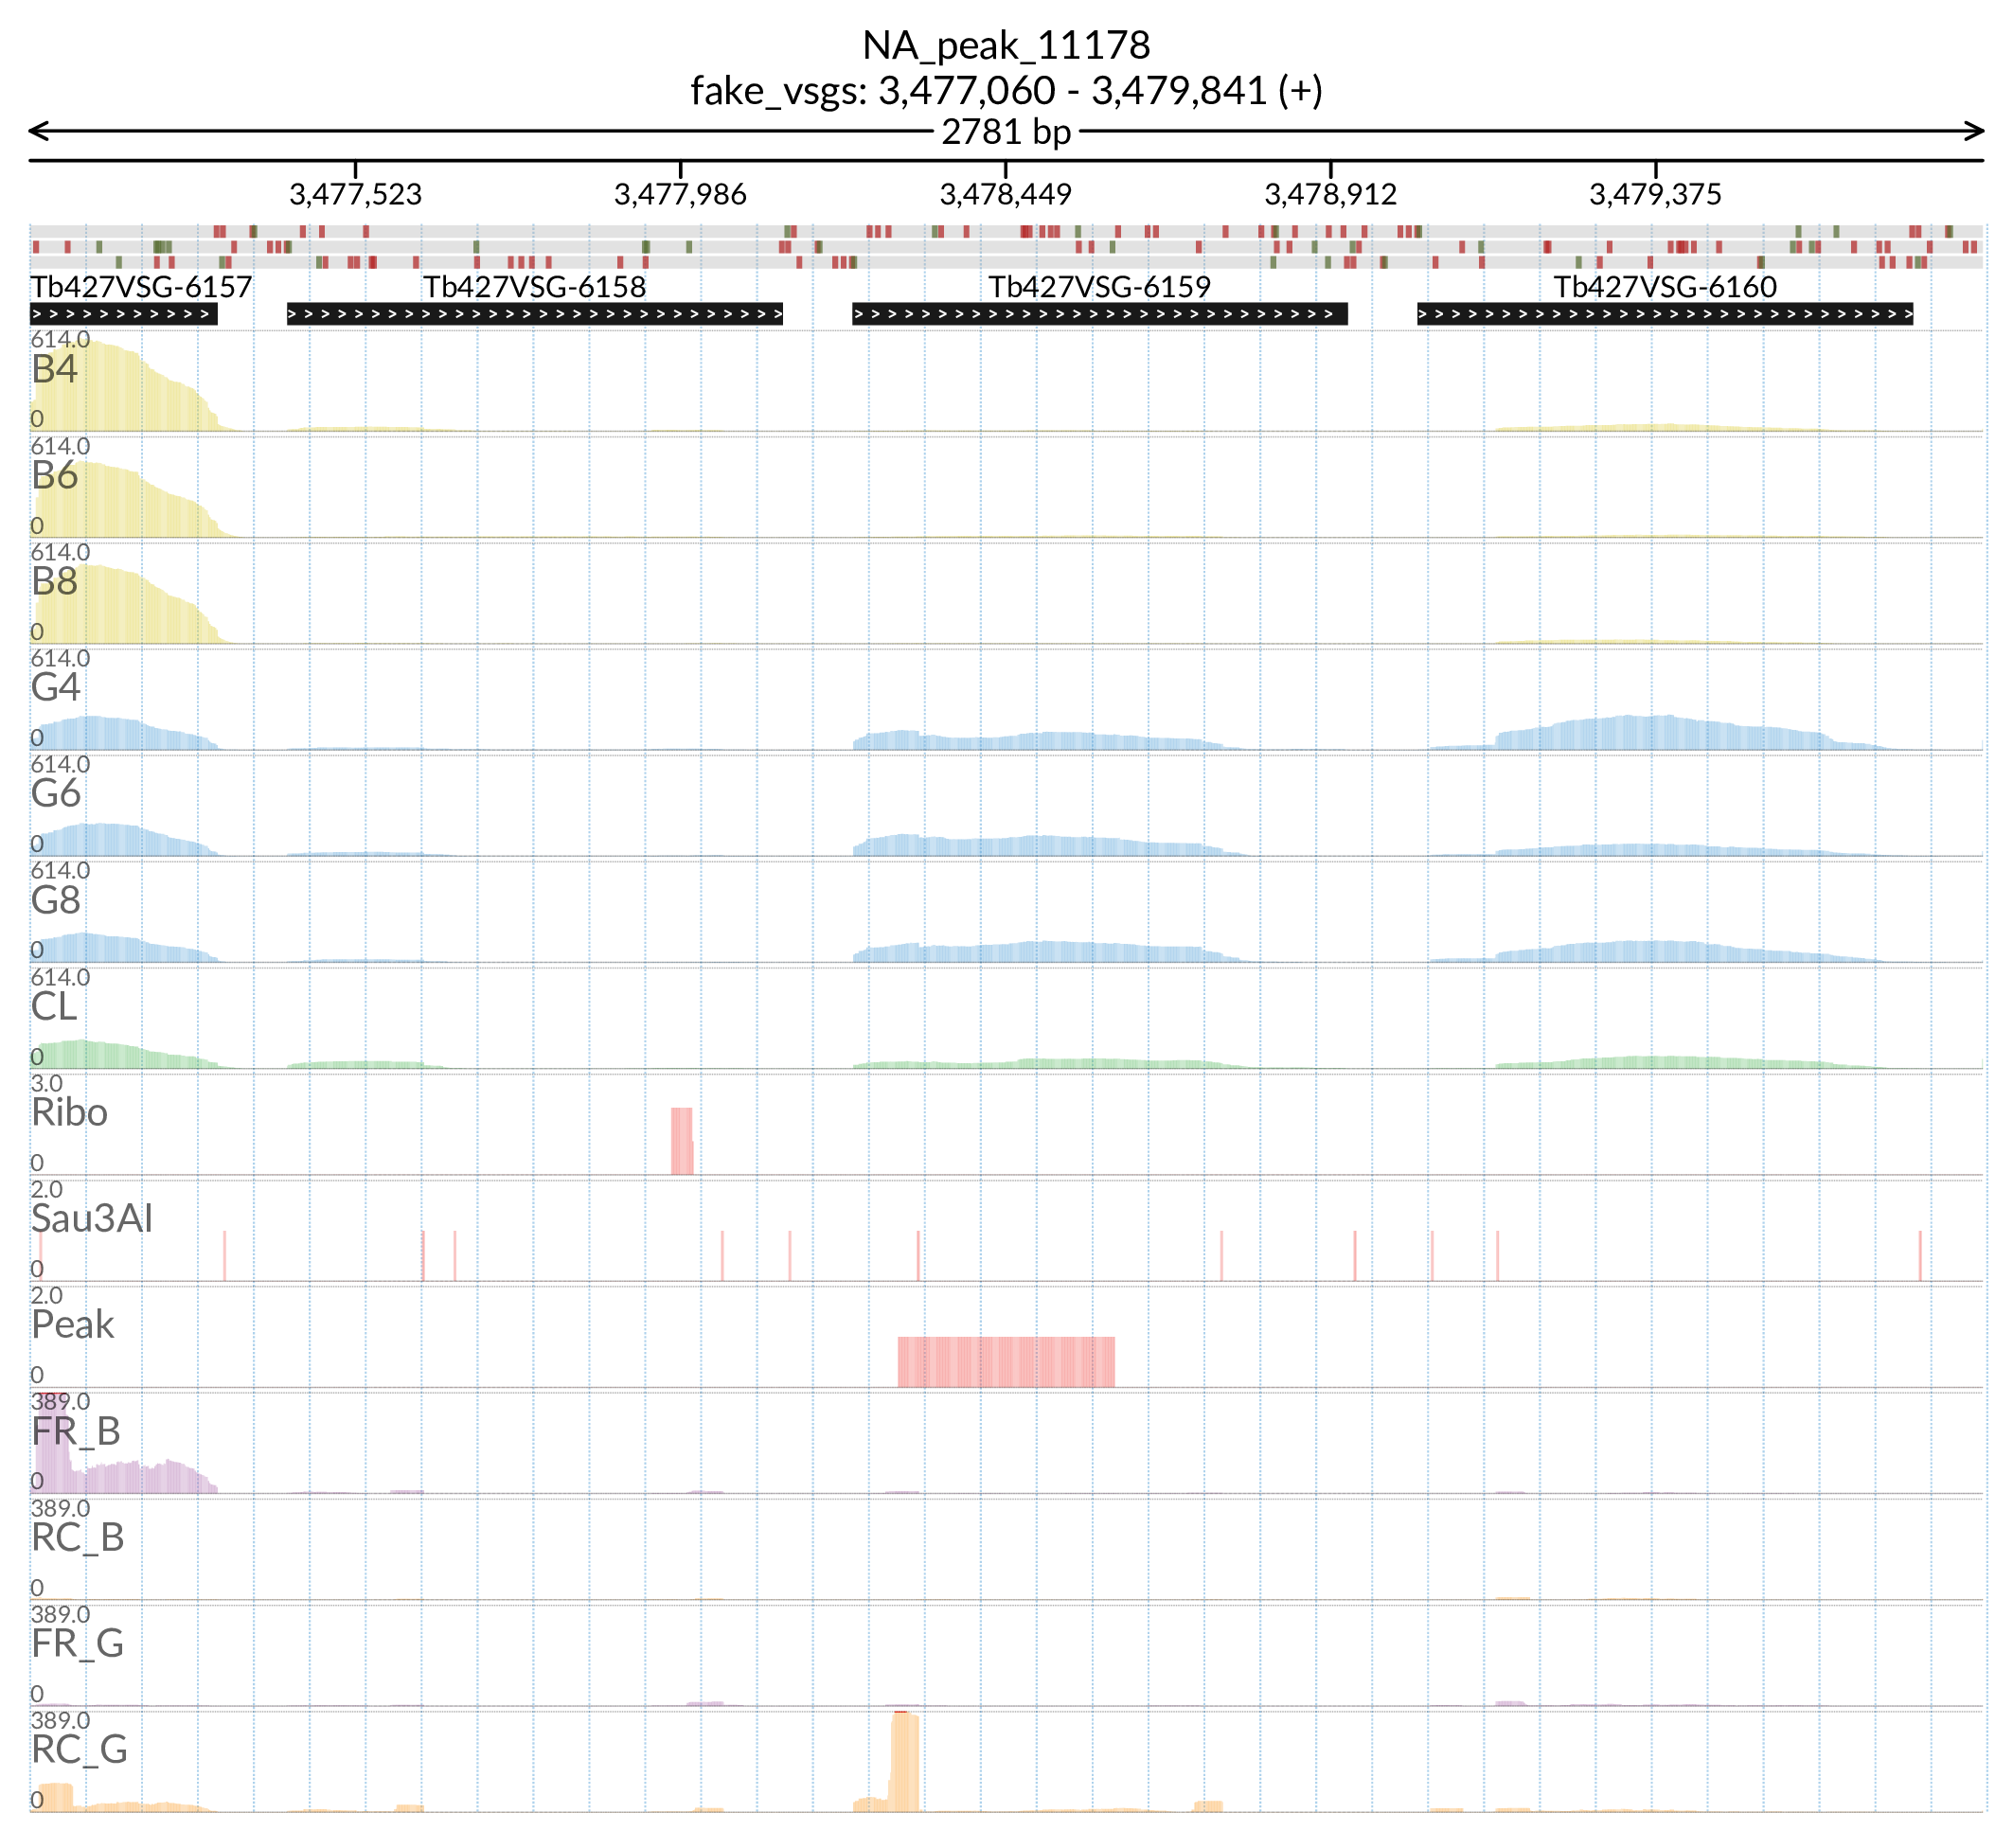 NA_peak_11178
fake_vsgs: 3,477,060 - 3,479,841 (+)
2781 bp
3,477,523 3,477,986 3,478,449 3,478,912 3,479,375
Tb427VSG-6157 Tb427VSG-6158 Tb427VSG-6159 Tb427VSG-6160
614.0
B4
0
614.0
B6
0
614.0
B8
0
614.0
G4
0
614.0
G6
0
614.0
G8
0
614.0
CL
0
3.0
Ribo
0
2.0
Sau3AI
0
2.0
Peak
0
389.0
FR_B
0
389.0
RC_B
0
389.0
FR_G
0
389.0
RC_G
0